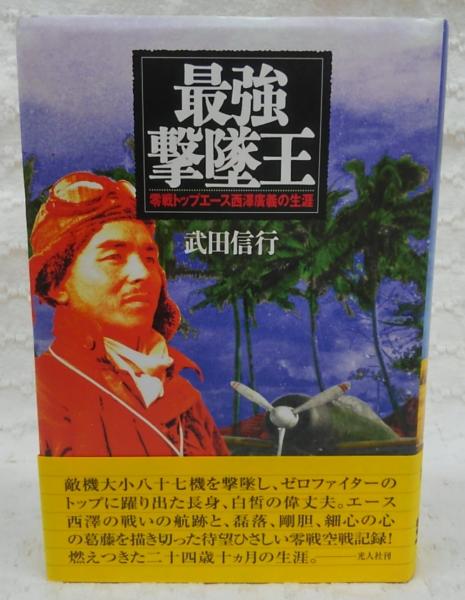 最強
撃墜王
零戦トップエース西澤廣義の生涯
武田信行
敵機大小八十七機を撃墜し、ゼロファイターの
トップに躍り出た長身、白皙の偉丈夫。エース
西澤の戦いの航跡と、磊落、剛胆、細心の心
の葛藤を描き切った待望ひさしい零戦空戦記録!
燃えつきた二十四歳十ヵ月の生涯。——光人社刊